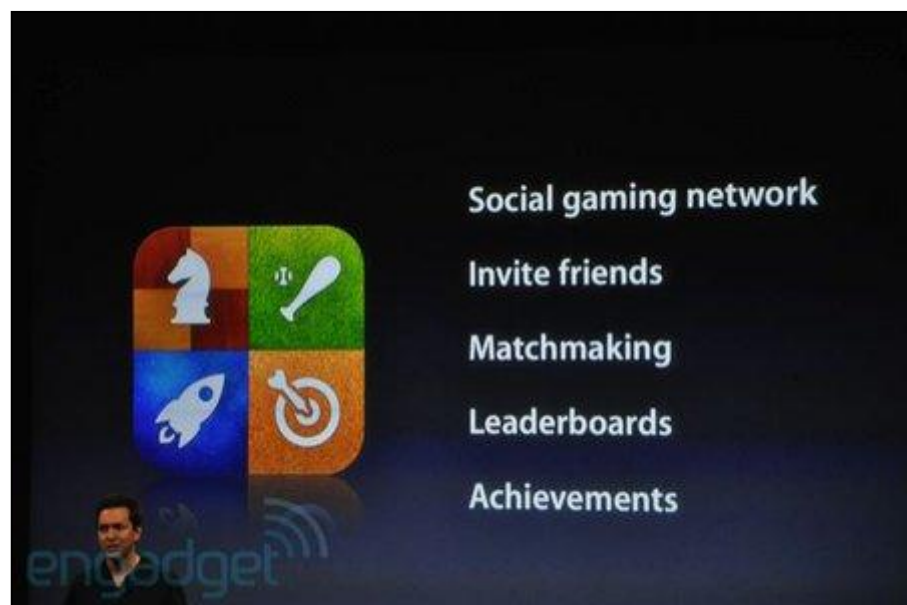 Social gaming network
Invite friends
Matchmaking
Leaderboards
Achievements
engadget